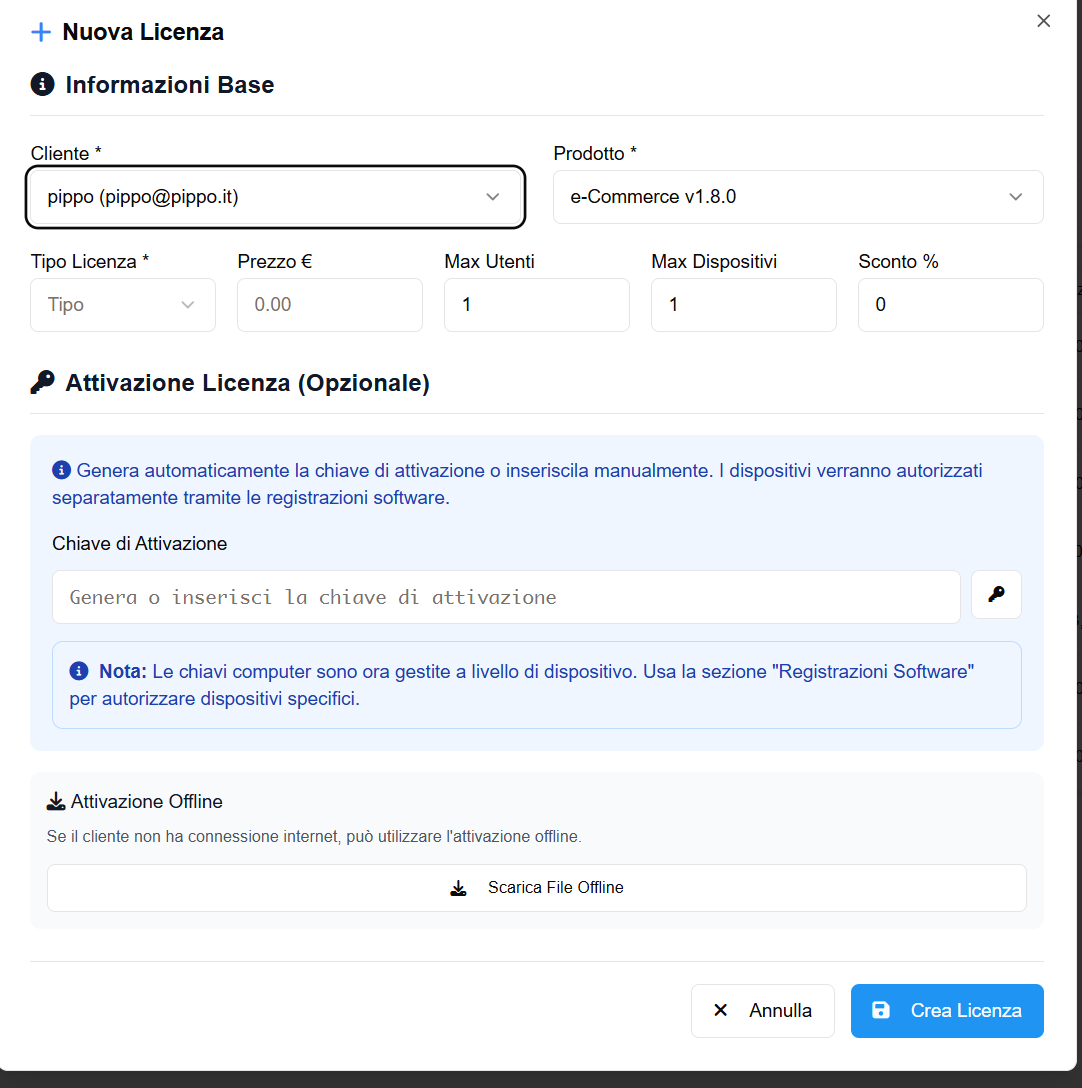 Nuova Licenza
Informazioni Base
Cliente *
Prodotto *
pippo (pippo@pippo.it)
e-Commerce v1.8.0
Tipo Licenza *
Prezzo €
Max Utenti
Max Dispositivi
Sconto %
Tipo
0.00
1
1
0
Attivazione Licenza (Opzionale)
Genera automaticamente la chiave di attivazione o inseriscila manualmente. I dispositivi verranno autorizzati
separatamente tramite le registrazioni software.
Chiave di Attivazione
Genera o inserisci la chiave di attivazione
Nota: Le chiavi computer sono ora gestite a livello di dispositivo. Usa la sezione "Registrazioni Software"
per autorizzare dispositivi specifici.
Attivazione Offline
Se il cliente non ha connessione internet, può utilizzare l'attivazione offline.
Scarica File Offline
Annulla
Crea Licenza